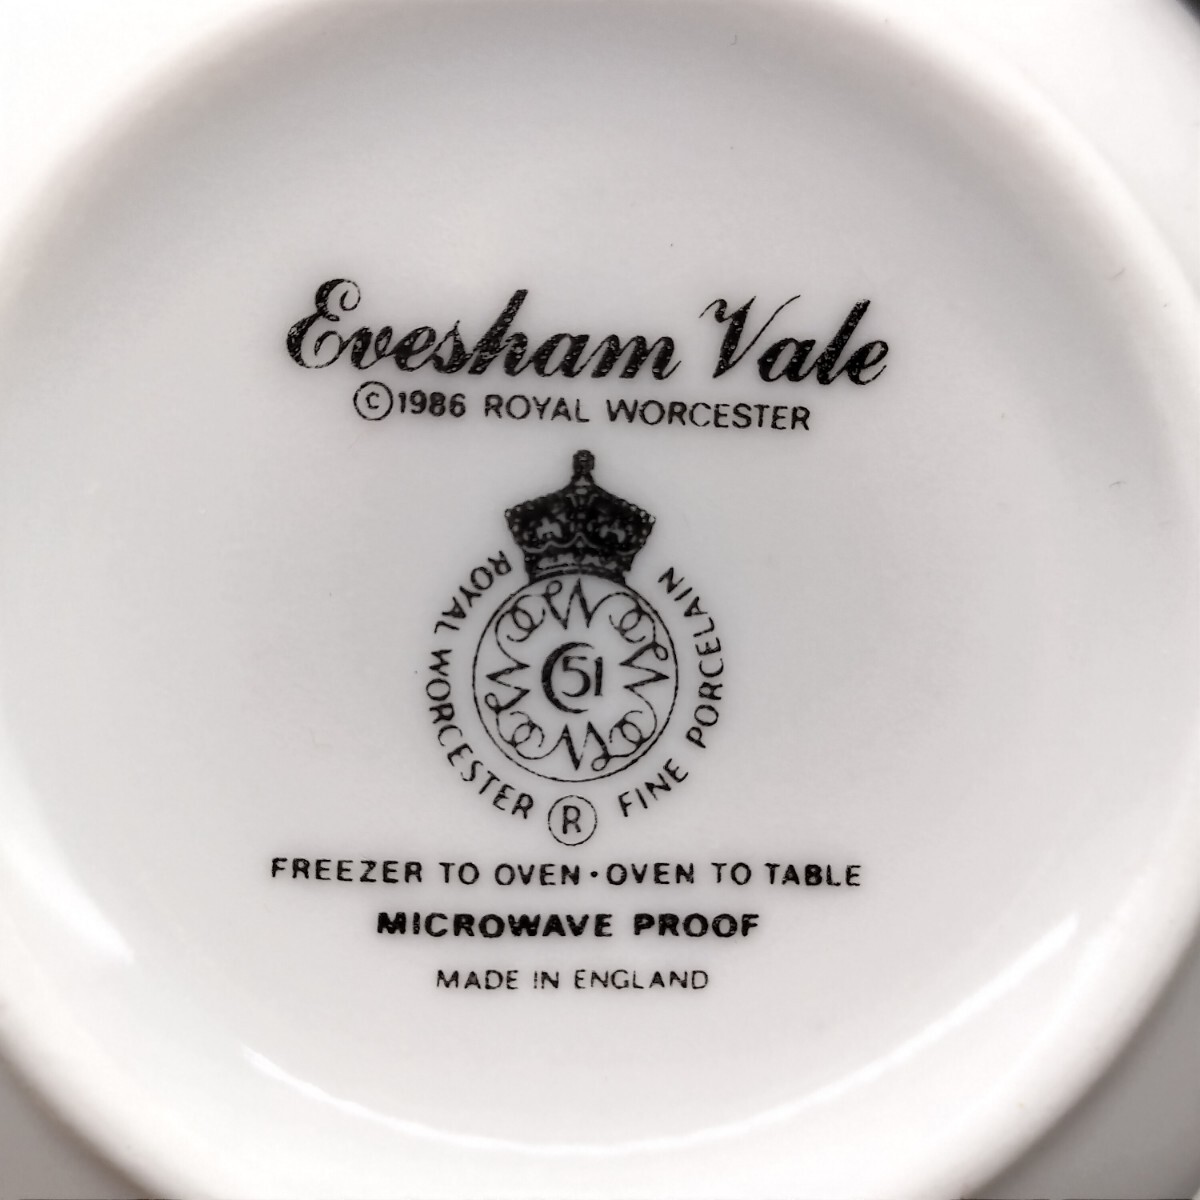 Evesham Vale
©1986 ROYAL WORCESTER
ROYAL WORCESTER ® FINE PORCELAIN
51
FREEZER TO OVEN · OVEN TO TABLE
MICROWAVE PROOF
MADE IN ENGLAND